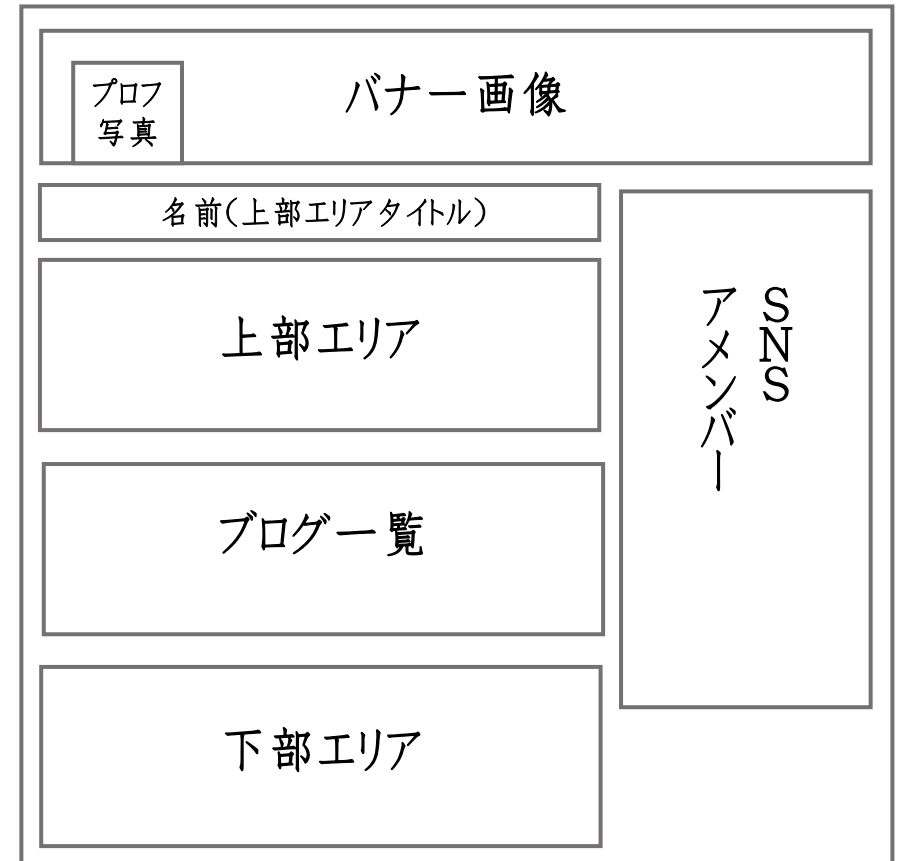 プロフ
写真
バナー画像
名前(上部エリアタイトル)
上部エリア
SNS
アメンバー
ブログ一覧
下部エリア